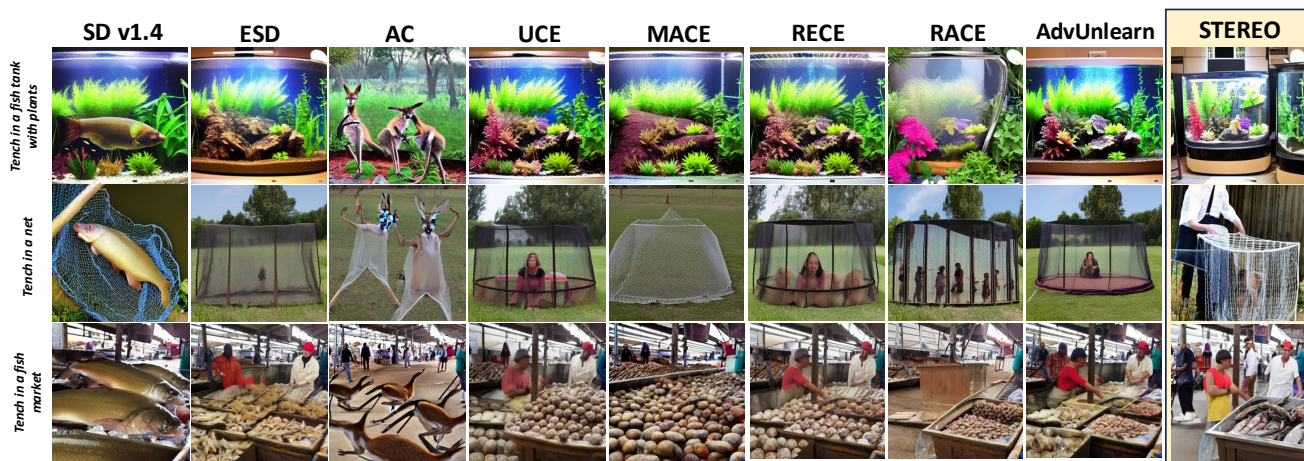 SD v1.4 ESD AC UCE MACE RECE RACE AdvUnlearn STEREO
Tench in a fish tank
with plants
Tench in a net
Tench in a fish
market